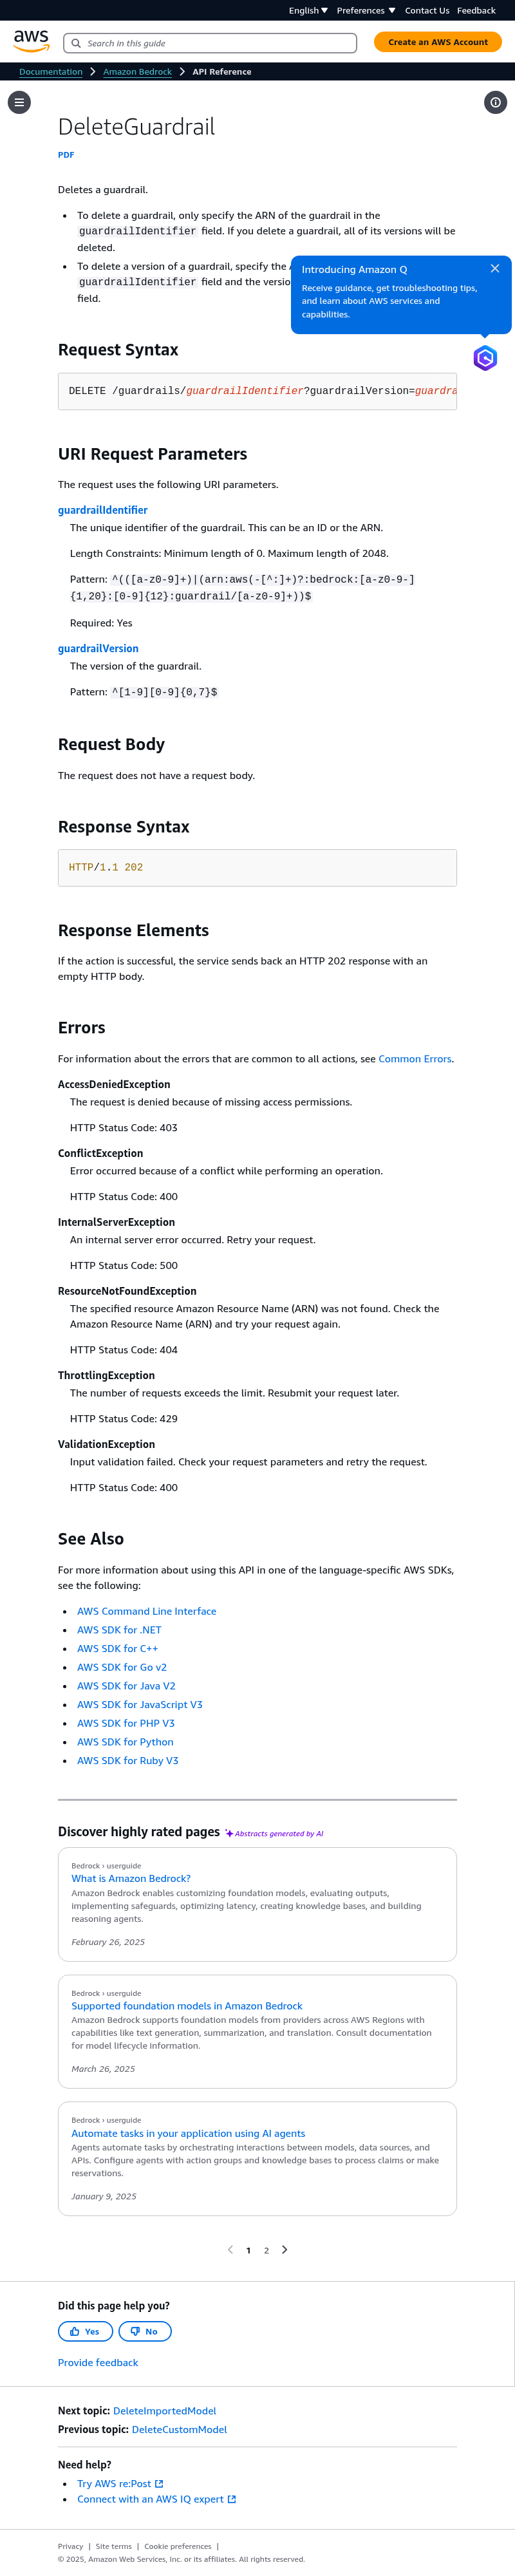 English Preferences Contact Us Feedback
aws
Search in this guide
Create an AWS Account
Documentation Amazon Bedrock API Reference
DeleteGuardrail
PDF
Deletes a guardrail.
• To delete a guardrail, only specify the ARN of the guardrail in the
guardrailIdentifier field. If you delete a guardrail, all of its versions will be
deleted.
• To delete a version of a guardrail, specify the
guardrailIdentifier field and the
field.
Introducing Amazon Q
Receive guidance, get troubleshooting tips,
and learn about AWS services and
capabilities.
Request Syntax
DELETE /guardrails/guardrailIdentifier?guardrailVersion=
URI Request Parameters
The request uses the following URI parameters.
guardrailIdentifier
The unique identifier of the guardrail. This can be an ID or the ARN.
Length Constraints: Minimum length of 0. Maximum length of 2048.
Pattern: ^(([a-z0-9]+)|(arn:aws(-[^:]+)?:bedrock:[a-z0-9-]
{1,20}:[0-9]{12}:guardrail/[a-z0-9]+))$
Required: Yes
guardrailVersion
The version of the guardrail.
Pattern: ^[1-9][0-9]{0,7}$
Request Body
The request does not have a request body.
Response Syntax
HTTP/1.1 202
Response Elements
If the action is successful, the service sends back an HTTP 202 response with an
empty HTTP body.
Errors
For information about the errors that are common to all actions, see Common Errors.
AccessDeniedException
The request is denied because of missing access permissions.
HTTP Status Code: 403
ConflictException
Error occurred because of a conflict while performing an operation.
HTTP Status Code: 400
InternalServerException
An internal server error occurred. Retry your request.
HTTP Status Code: 500
ResourceNotFoundException
The specified resource Amazon Resource Name (ARN) was not found. Check the
Amazon Resource Name (ARN) and try your request again.
HTTP Status Code: 404
ThrottlingException
The number of requests exceeds the limit. Resubmit your request later.
HTTP Status Code: 429
ValidationException
Input validation failed. Check your request parameters and retry the request.
HTTP Status Code: 400
See Also
For more information about using this API in one of the language-specific AWS SDKs,
see the following:
• AWS Command Line Interface
• AWS SDK for .NET
• AWS SDK for C++
• AWS SDK for Go v2
• AWS SDK for Java V2
• AWS SDK for JavaScript V3
• AWS SDK for PHP V3
• AWS SDK for Python
• AWS SDK for Ruby V3
Discover highly rated pages Abstracts generated by AI
Bedrock › userguide
What is Amazon Bedrock?
Amazon Bedrock enables customizing foundation models, evaluating outputs,
implementing safeguards, optimizing latency, creating knowledge bases, and building
reasoning agents.
February 26, 2025
Bedrock › userguide
Supported foundation models in Amazon Bedrock
Amazon Bedrock supports foundation models from providers across AWS Regions with
capabilities like text generation, summarization, and translation. Consult documentation
for model lifecycle information.
March 26, 2025
Bedrock › userguide
Automate tasks in your application using AI agents
Agents automate tasks by orchestrating interactions between models, data sources, and
APIs. Configure agents with action groups and knowledge bases to process claims or make
reservations.
January 9, 2025
1 2
Did this page help you?
Yes No
Provide feedback
Next topic: DeleteImportedModel
Previous topic: DeleteCustomModel
Need help?
• Try AWS re:Post
• Connect with an AWS IQ expert
Privacy | Site terms | Cookie preferences |
© 2025, Amazon Web Services, Inc. or its affiliates. All rights reserved.